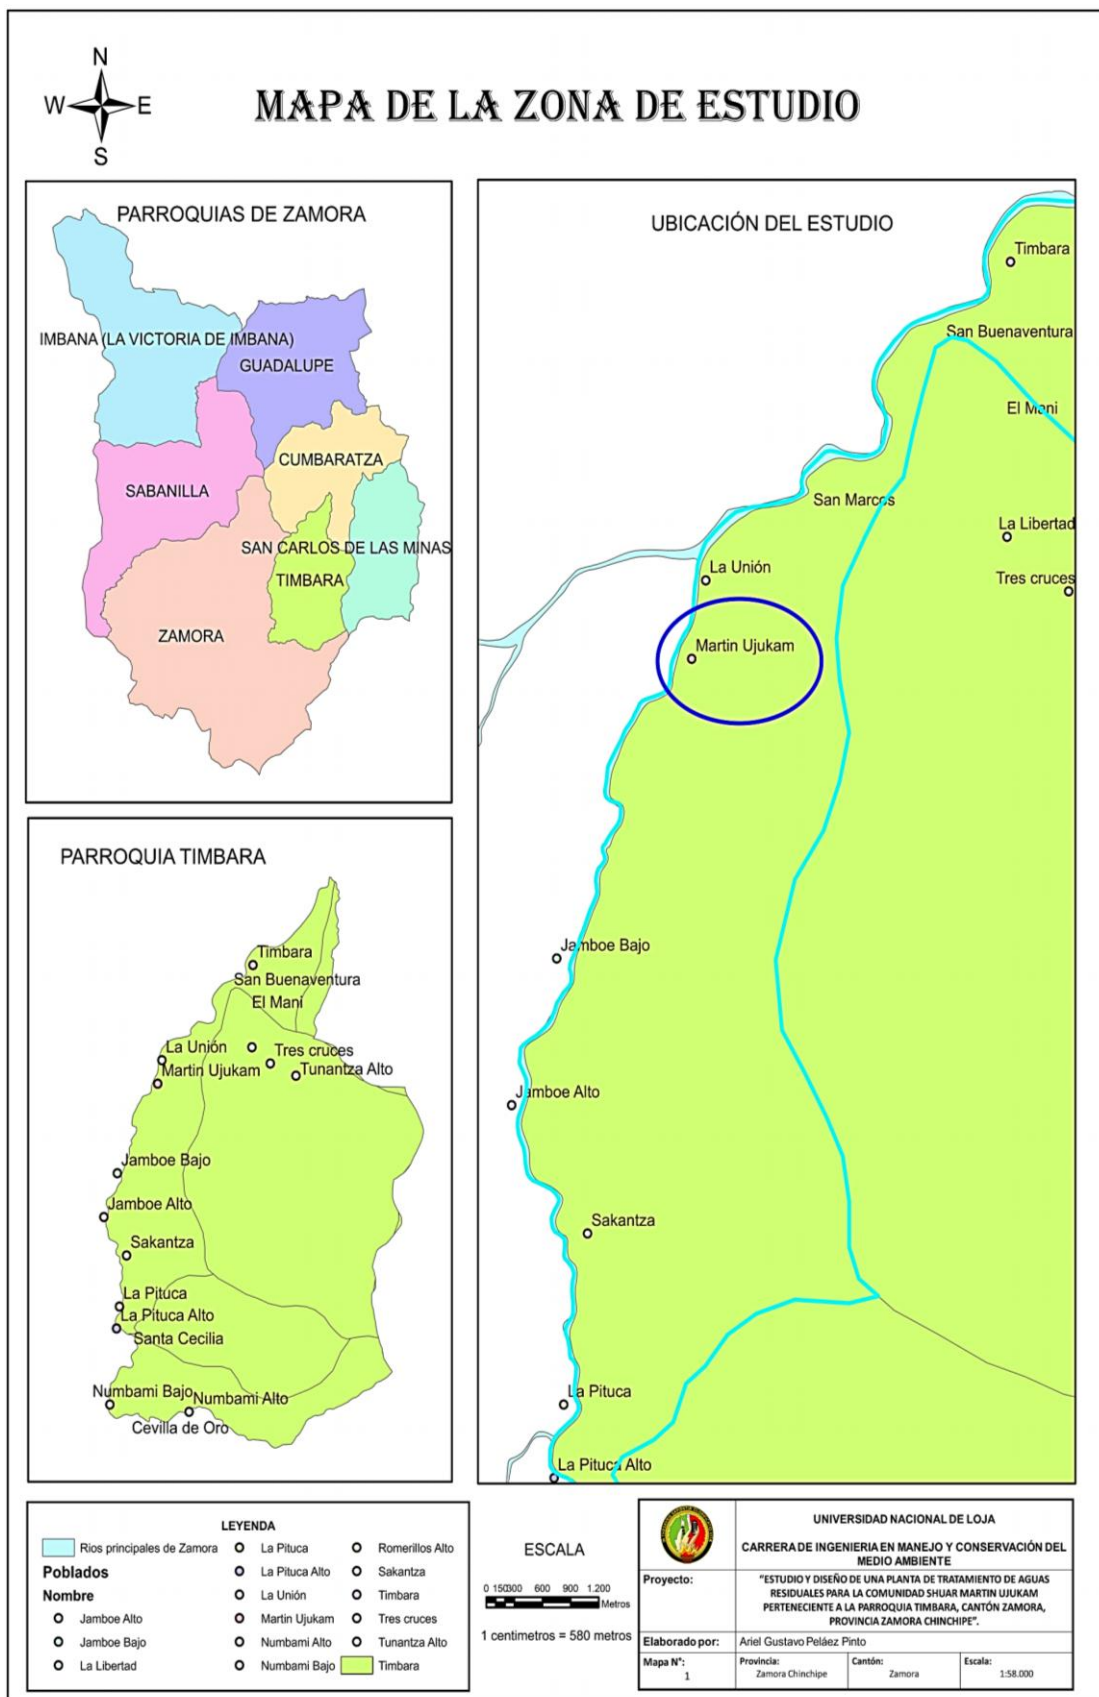 N
W E
S
MAPA DE LA ZONA DE ESTUDIO
PARROQUIAS DE ZAMORA
IMBANA (LA VICTORIA DE IMBANA)
GUADALUPE
CUMBARATZA
SABANILLA
SAN CARLOS DE LAS MINAS
TIMBARA
ZAMORA
PARROQUIA TIMBARA
Timbara
San Buenaventura
El Mani
La Unión
Tres cruces
Martin Ujukam
Tunantza Alto
Jamboe Bajo
Jamboe Alto
Sakantza
La Pituca
La Pituca Alto
Santa Cecilia
Numbami Bajo
Numbami Alto
Cevilla de Oro
UBICACIÓN DEL ESTUDIO
Timbara
San Buenaventura
El Mani
San Marcos
La Libertad
La Unión
Tres cruces
Martin Ujukam
Jamboe Bajo
Jamboe Alto
Sakantza
La Pituca
La Pituca Alto
LEYENDA
Rios principales de Zamora
Poblados
Nombre
Jamboe Alto
Jamboe Bajo
La Libertad
La Pituca
La Pituca Alto
La Unión
Martin Ujukam
Numbami Alto
Numbami Bajo
Romerillos Alto
Sakantza
Timbara
Tres cruces
Tunantza Alto
Timbara
ESCALA
0 150300 600 900 1.200
Metros
1 centimetros = 580 metros
UNIVERSIDAD NACIONAL DE LOJA
CARRERA DE INGENIERIA EN MANEJO Y CONSERVACIÓN DEL
MEDIO AMBIENTE
Proyecto:
"ESTUDIO Y DISEÑO DE UNA PLANTA DE TRATAMIENTO DE AGUAS
RESIDUALES PARA LA COMUNIDAD SHUAR MARTIN UJUKAM
PERTENECIENTE A LA PARROQUIA TIMBARA, CANTÓN ZAMORA,
PROVINCIA ZAMORA CHINCHIPE".
Elaborado por: Ariel Gustavo Peláez Pinto
Mapa N°:
1
Provincia:
Zamora Chinchipe
Cantón:
Zamora
Escala:
1:58.000